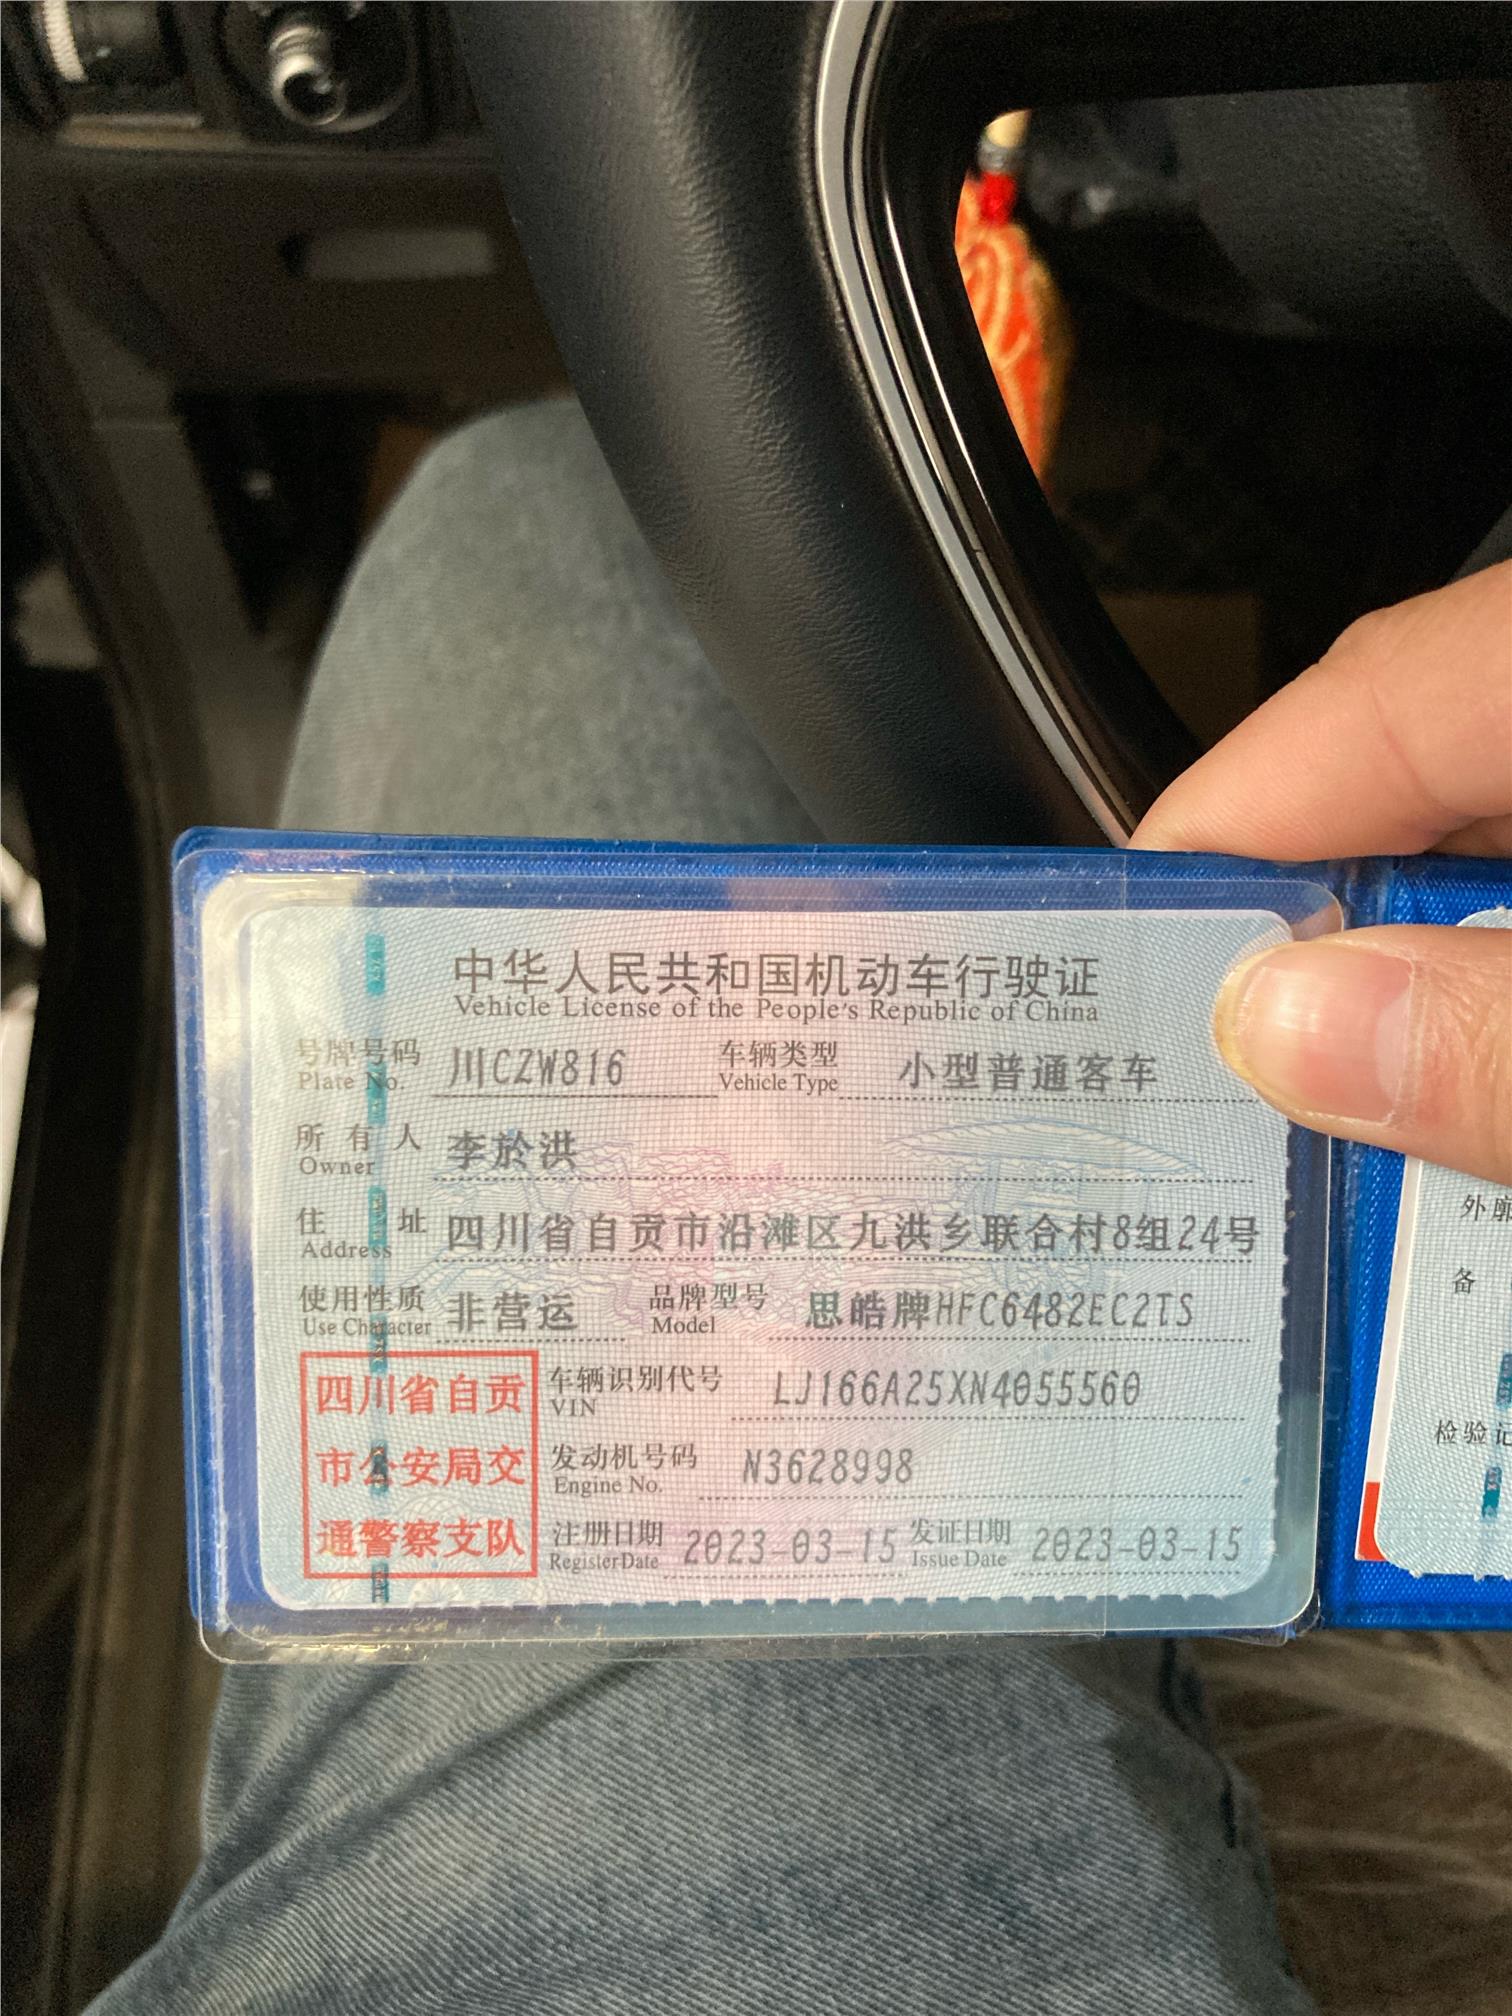 中华人民共和国机动车行驶证
Vehicle License of the People's Republic of China
号牌号码 川CZW816 车辆类型 小型普通客车
Plate No. Vehicle Type
所有人 李於洪
Owner
住址 四川省自贡市沿滩区九洪乡联合村8组24号
Address
使用性质 非营运 品牌型号 思皓牌HFC6482EC2TS
Use Character Model
四川省自贡
市公安局交
通警察支队
车辆识别代号 LJ166A25XN4055560
VIN
发动机号码 N3628998
Engine No.
注册日期 2023-03-15 发证日期 2023-03-15
Register Date Issue Date
外廓
备
检验记